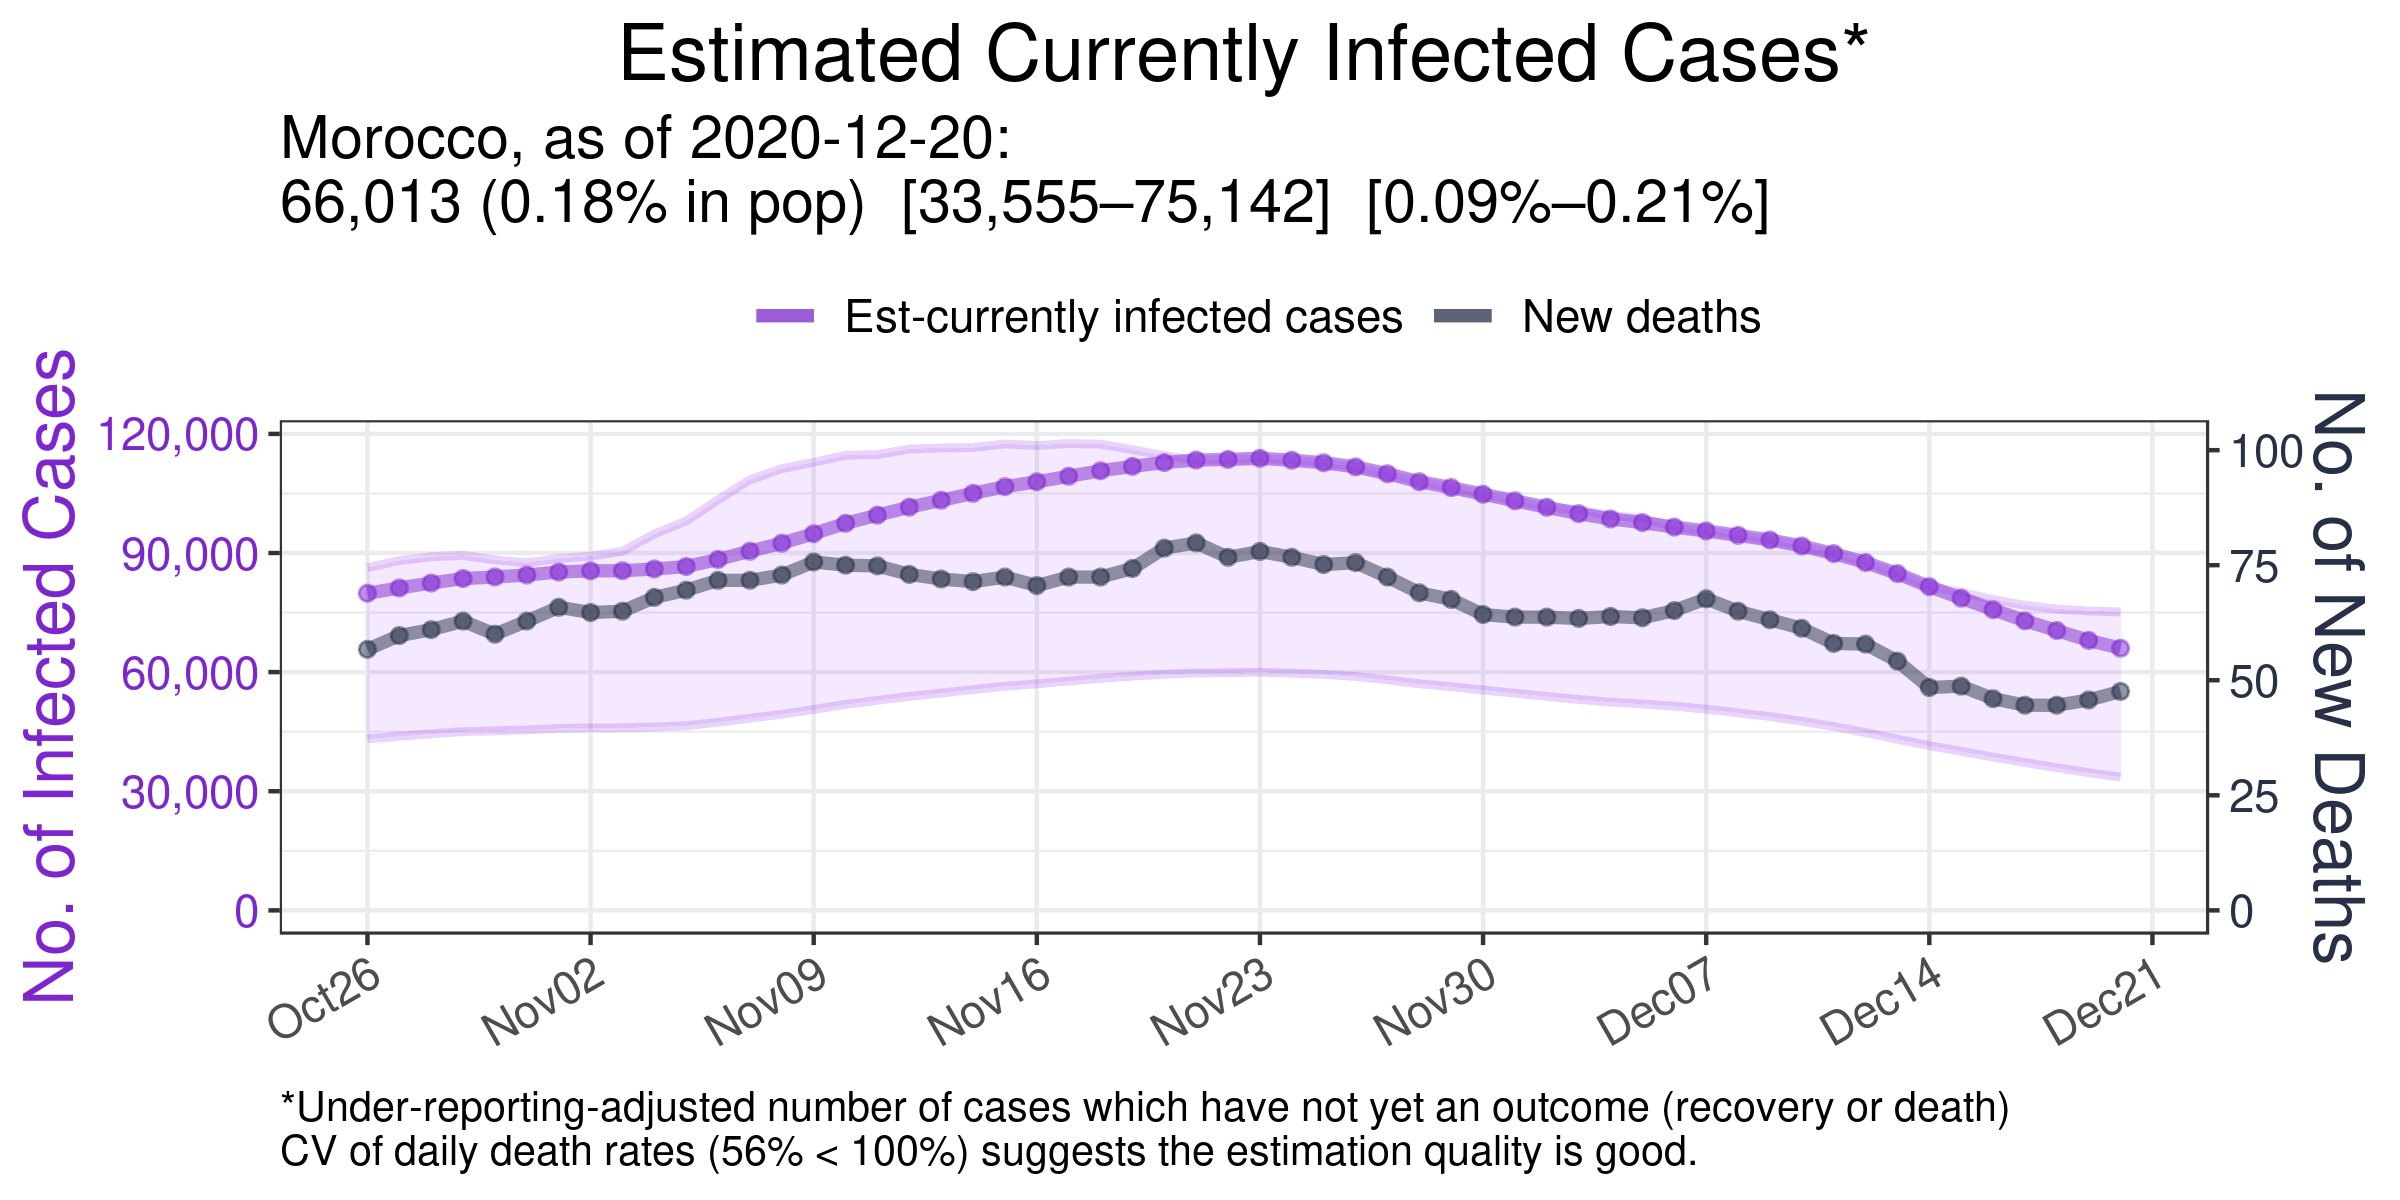 Estimated Currently Infected Cases*
Morocco, as of 2020-12-20:
66,013 (0.18% in pop) [33,555–75,142] [0.09%–0.21%]
Est-currently infected cases New deaths
No. of Infected Cases
120,000
90,000
60,000
30,000
0
100
75
50
25
0
No. of New Deaths
Oct26 Nov02 Nov09 Nov16 Nov23 Nov30 Dec07 Dec14 Dec21
*Under-reporting-adjusted number of cases which have not yet an outcome (recovery or death)
CV of daily death rates (56% < 100%) suggests the estimation quality is good.